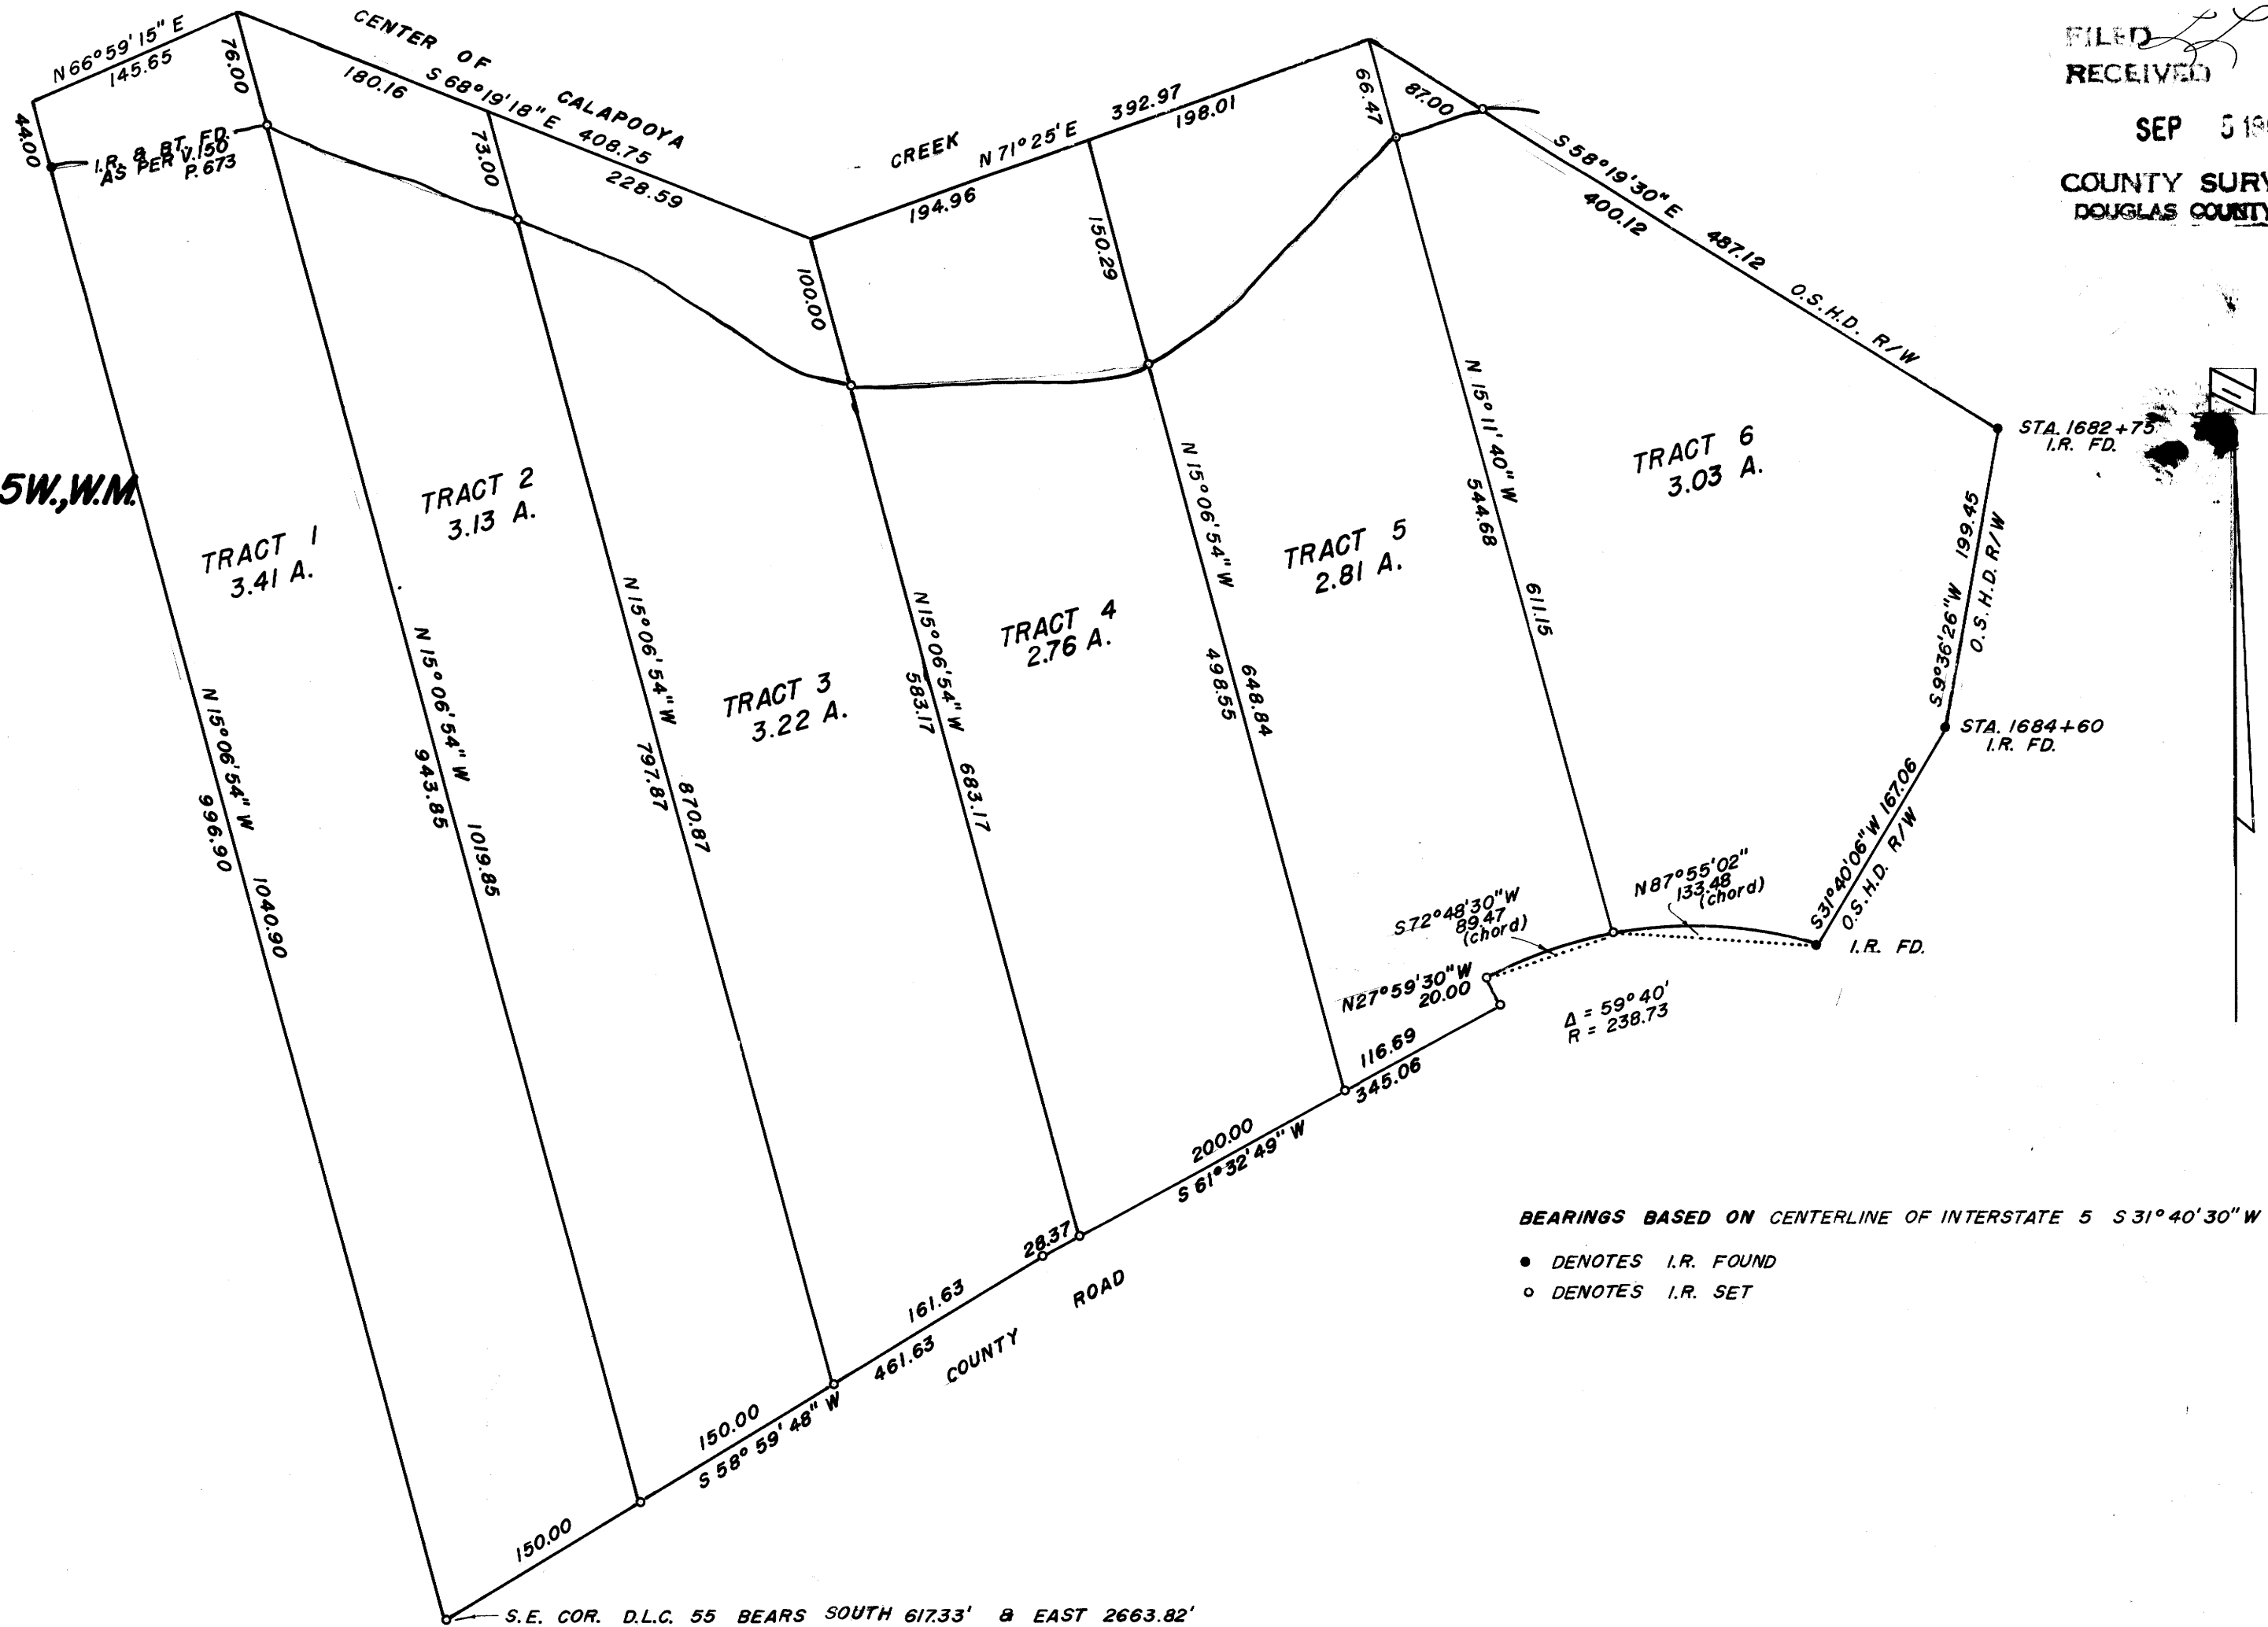 N 66° 59' 15" E
145.65
76.00
44.00
I.R. & BT. FD.
AS PER V.150
P. 673
CENTER OF
180.16
S 68° 19' 18" E 408.75
CALAPOOYA
73.00
228.59
CREEK
N 71° 25' E
392.97
198.01
194.96
100.00
150.29
66.47
87.00
S 58° 19' 30" E
400.12
487.12
O.S.H.D. R/W
FILED
RECEIVED
SEP 5
COUNTY
DOUGLAS COUNTY
STA. 1682+75
I.R. FD.
5W.,W.M.
TRACT 1
3.41 A.
TRACT 2
3.13 A.
TRACT 3
3.22 A.
TRACT 4
2.76 A.
TRACT 5
2.81 A.
TRACT 6
3.03 A.
N 15° 06' 54" W
996.90
1040.90
N 15° 06' 54" W
943.85
1019.85
N 15° 06' 54" W
797.87
870.87
N 15° 06' 54" W
583.17
683.17
N 15° 06' 54" W
498.55
648.84
N 15° 11' 40" W
544.68
611.15
S 9° 36' 26" W 199.45
O.S.H.D. R/W
STA. 1684+60
I.R. FD.
S 31° 40' 06" W 167.06
O.S.H.D. R/W
I.R. FD.
N 87° 55' 02"
133.48
(chord)
S 72° 48' 30" W
89.47
(chord)
N 27° 59' 30" W
20.00
Δ = 59° 40'
R = 238.73
116.69
345.06
200.00
S 61° 32' 49" W
28.37
161.63
461.63
COUNTY ROAD
150.00
S 58° 59' 48" W
150.00
BEARINGS BASED ON CENTERLINE OF INTERSTATE 5 S 31° 40' 30" W
● DENOTES I.R. FOUND
○ DENOTES I.R. SET
S.E. COR. D.L.C. 55 BEARS SOUTH 617.33' & EAST 2663.82'